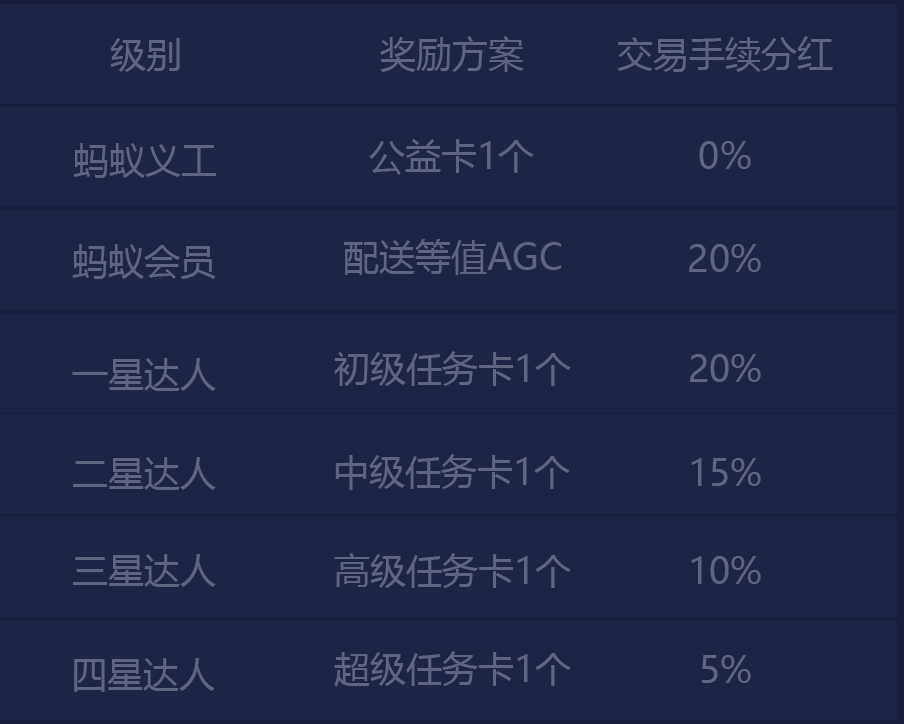 级别 奖励方案 交易手续分红
蚂蚁义工 公益卡1个 0%
蚂蚁会员 配送等值AGC 20%
一星达人 初级任务卡1个 20%
二星达人 中级任务卡1个 15%
三星达人 高级任务卡1个 10%
四星达人 超级任务卡1个 5%